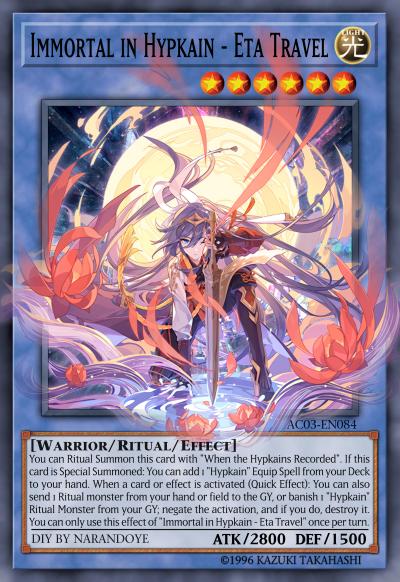 IMMORTAL IN HYPKAIN - ETA TRAVEL
LIGHT
光
AC03-EN084
[WARRIOR/RITUAL/EFFECT]
You can Ritual Summon this card with "When the Hypkains Recorded". If this
card is Special Summoned: You can add 1 "Hypkain" Equip Spell from your Deck
to your hand. When a card or effect is activated (Quick Effect): You can also
send 1 Ritual monster from your hand or field to the GY, or banish 1 "Hypkain"
Ritual Monster from your GY; negate the activation, and if you do, destroy it.
You can only use this effect of "Immortal in Hypkain - Eta Travel" once per turn.
DIY BY NARANDOYE
ATK/2800 DEF/1500
©1996 KAZUKI TAKAHASHI